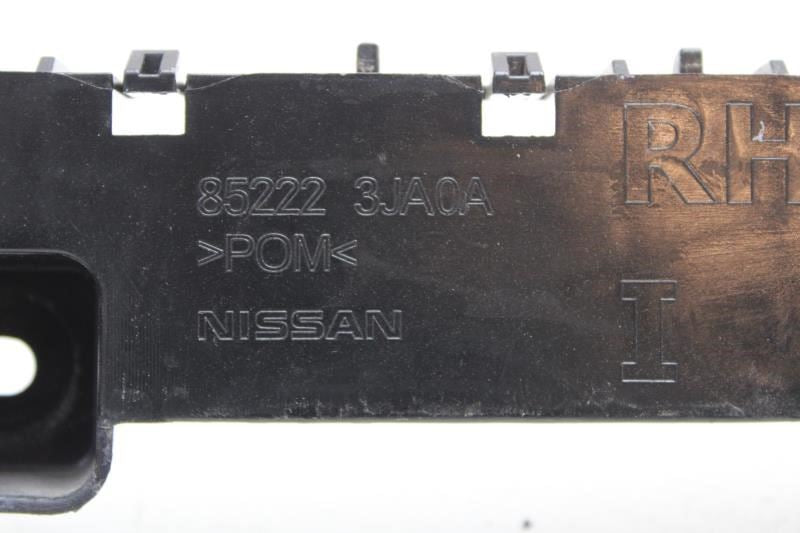 85222 3JA0A
>POM<
NISSAN
RH
I